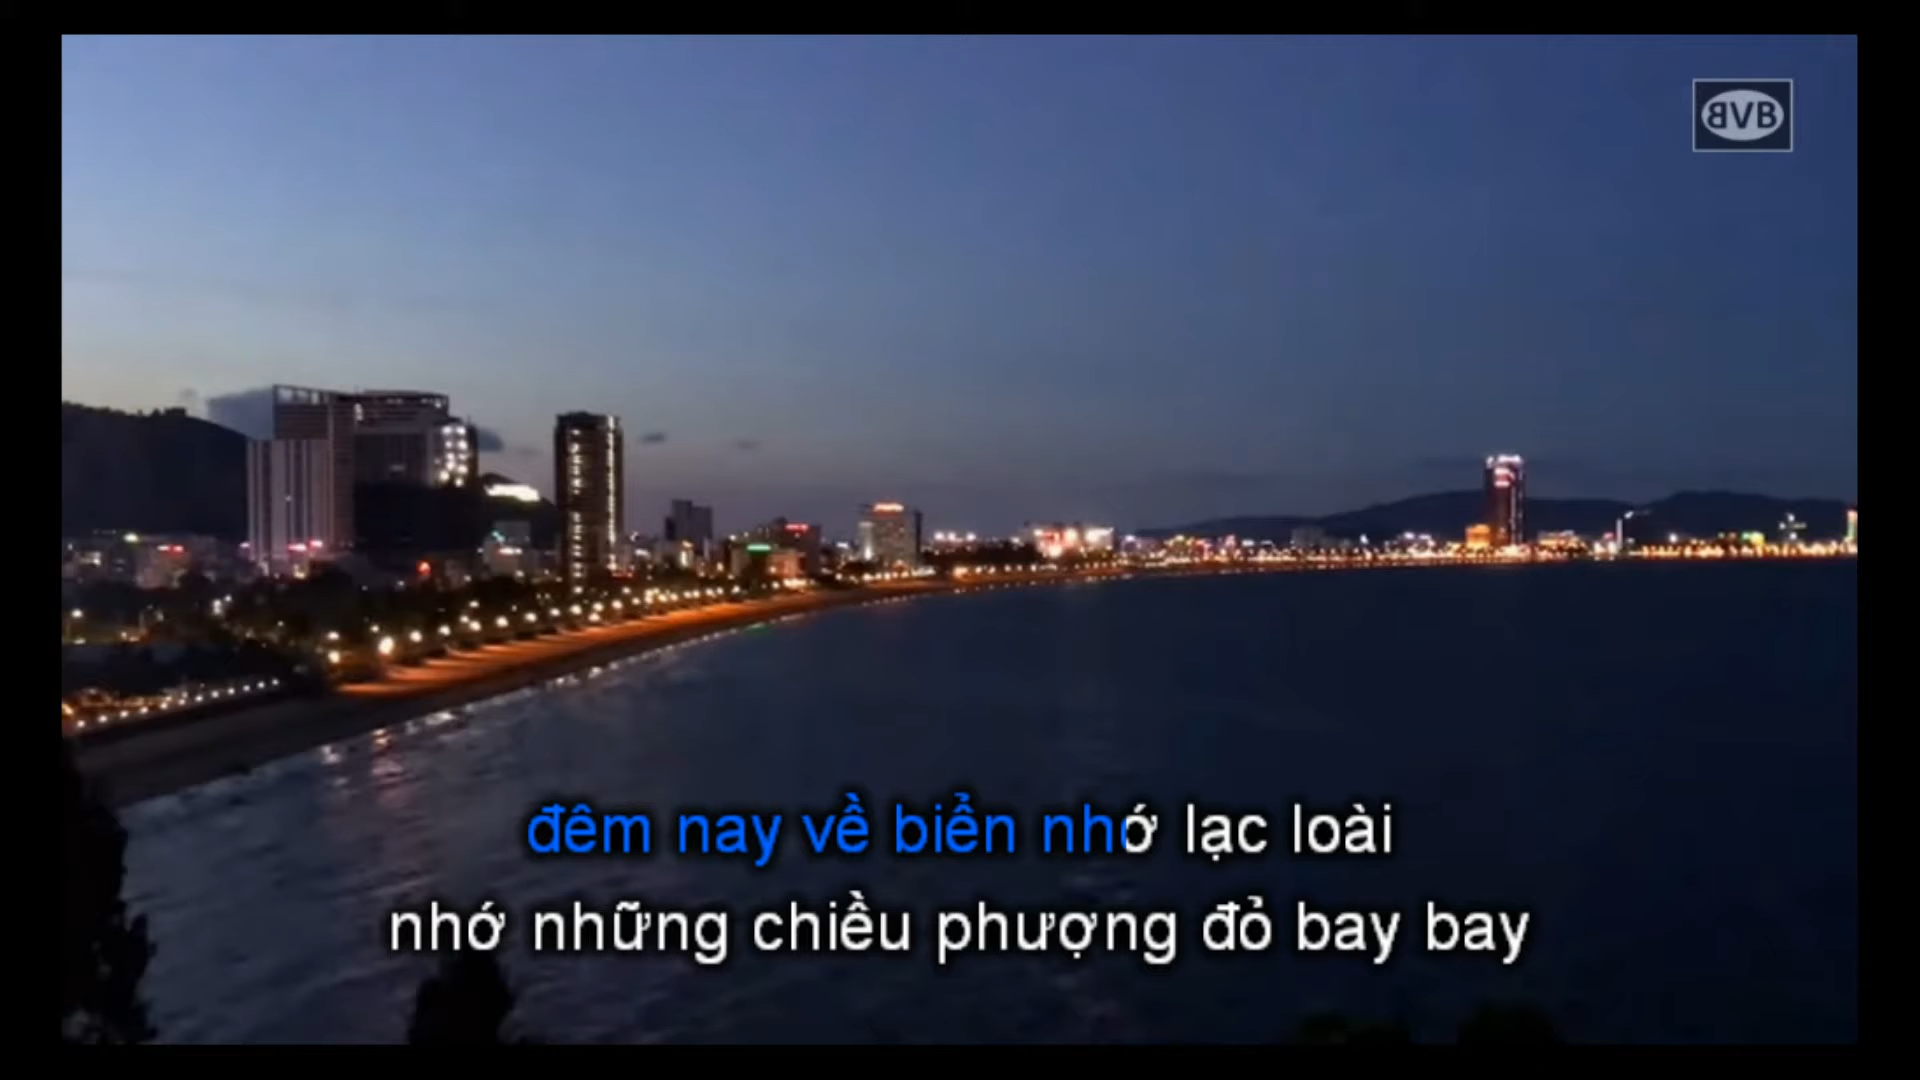 BVB
đêm nay về biển nhớ lạc loài
nhớ những chiều phượng đỏ bay bay